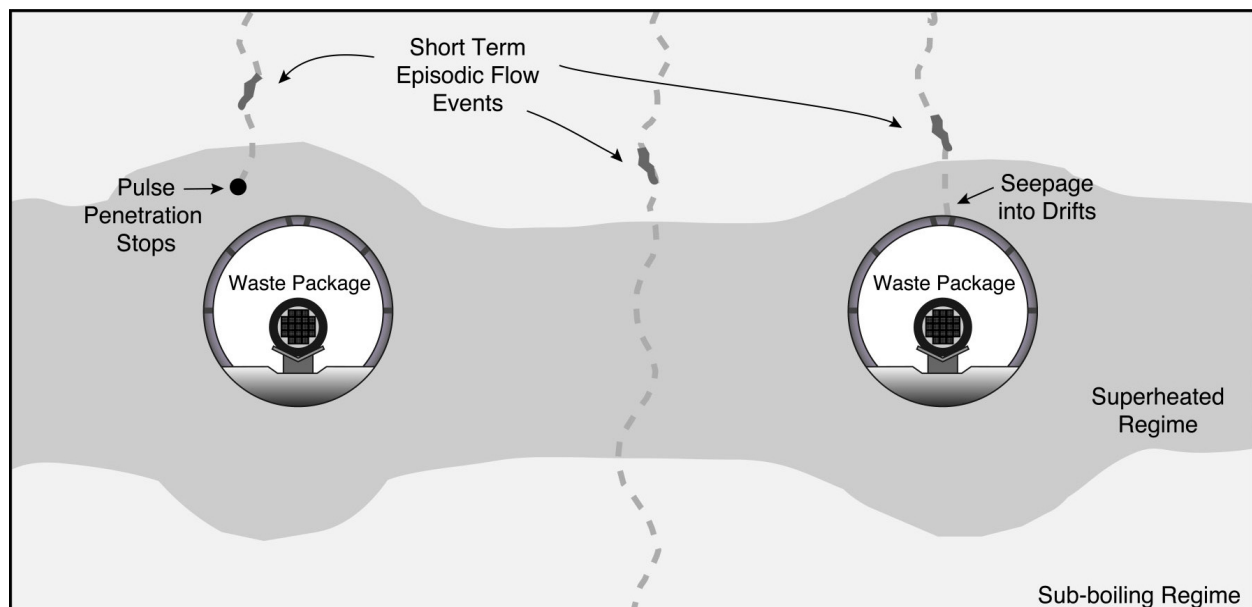 Short Term
Episodic Flow
Events
Pulse
Penetration
Stops
Seepage
into Drifts
Waste Package
Waste Package
Superheated
Regime
Sub-boiling Regime